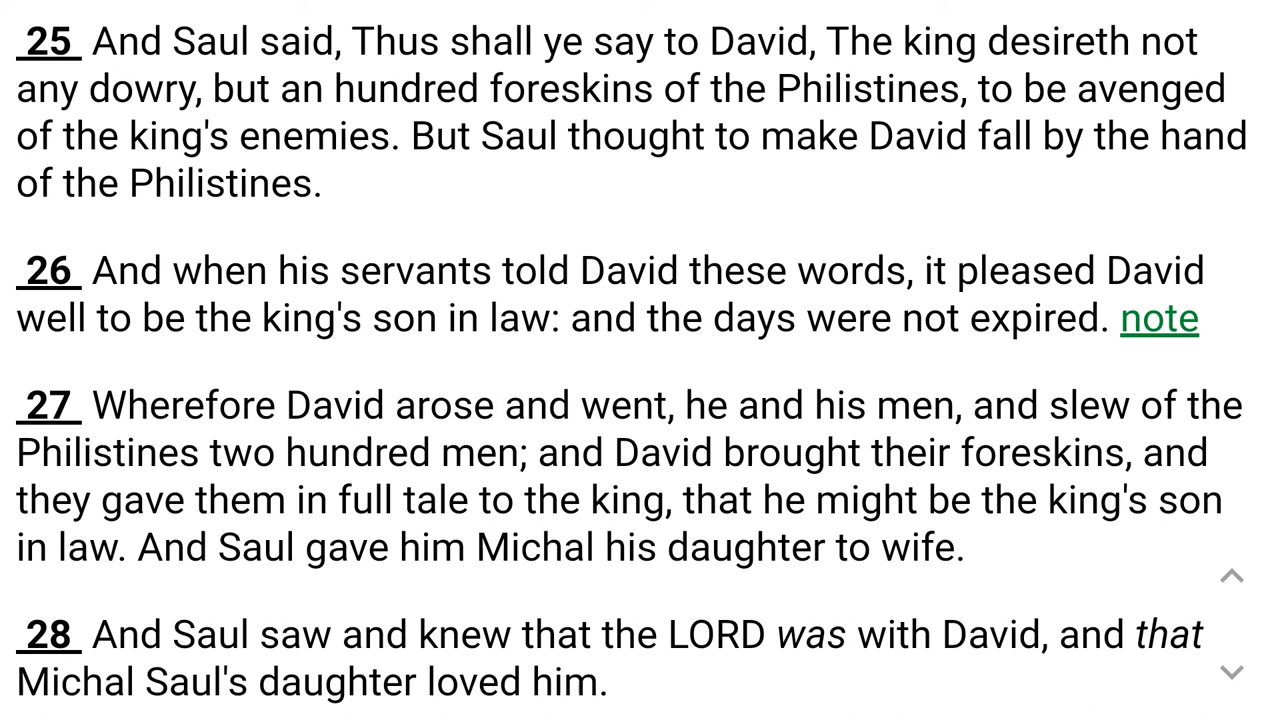 25 And Saul said, Thus shall ye say to David, The king desireth not
any dowry, but an hundred foreskins of the Philistines, to be avenged
of the king's enemies. But Saul thought to make David fall by the hand
of the Philistines.
26 And when his servants told David these words, it pleased David
well to be the king's son in law: and the days were not expired. note
27 Wherefore David arose and went, he and his men, and slew of the
Philistines two hundred men; and David brought their foreskins, and
they gave them in full tale to the king, that he might be the king's son
in law. And Saul gave him Michal his daughter to wife.
28 And Saul saw and knew that the LORD was with David, and that
Michal Saul's daughter loved him.